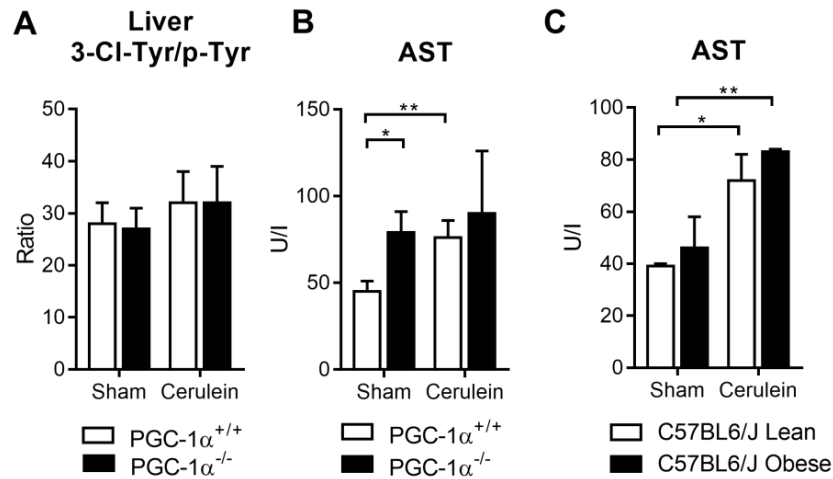 A
Liver
3-Cl-Tyr/p-Tyr
50
40
30
20
10
0
Ratio
Sham Cerulein
PGC-1α+/+
PGC-1α-/-
B
AST
**
*
150
100
50
0
U/l
Sham Cerulein
PGC-1α+/+
PGC-1α-/-
C
AST
**
*
100
80
60
40
20
0
U/l
Sham Cerulein
C57BL6/J Lean
C57BL6/J Obese